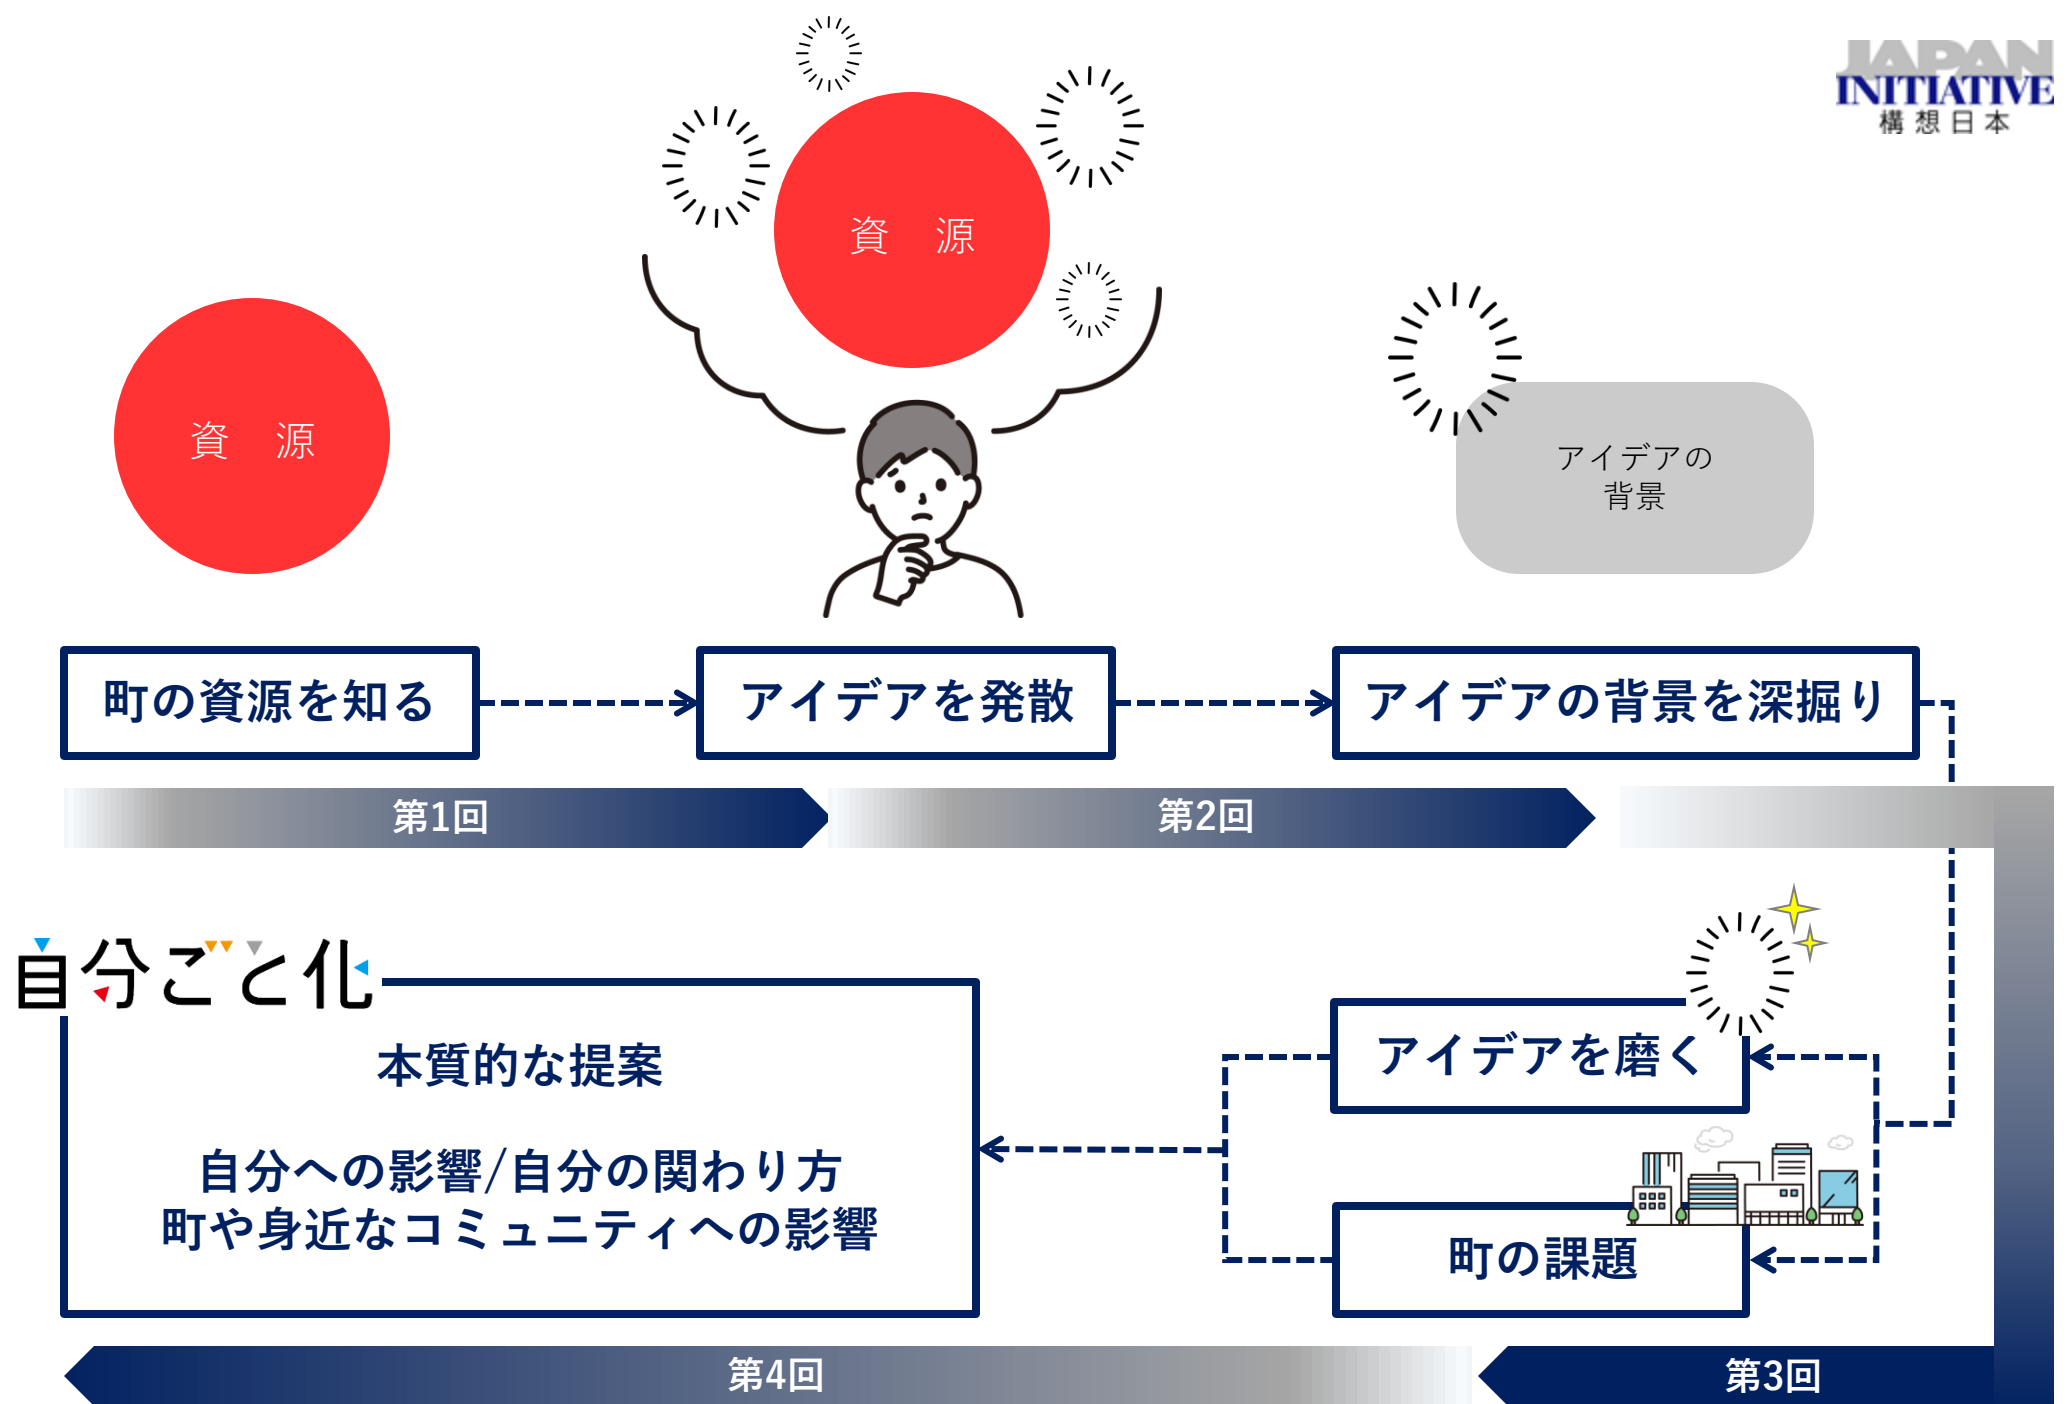 JAPAN
INITIATIVE
構想日本
資 源
資 源
アイデアの
背景
町の資源を知る
アイデアを発散
アイデアの背景を深掘り
第1回
第2回
自分ごと化
本質的な提案
自分への影響/自分の関わり方
町や身近なコミュニティへの影響
アイデアを磨く
町の課題
第4回
第3回